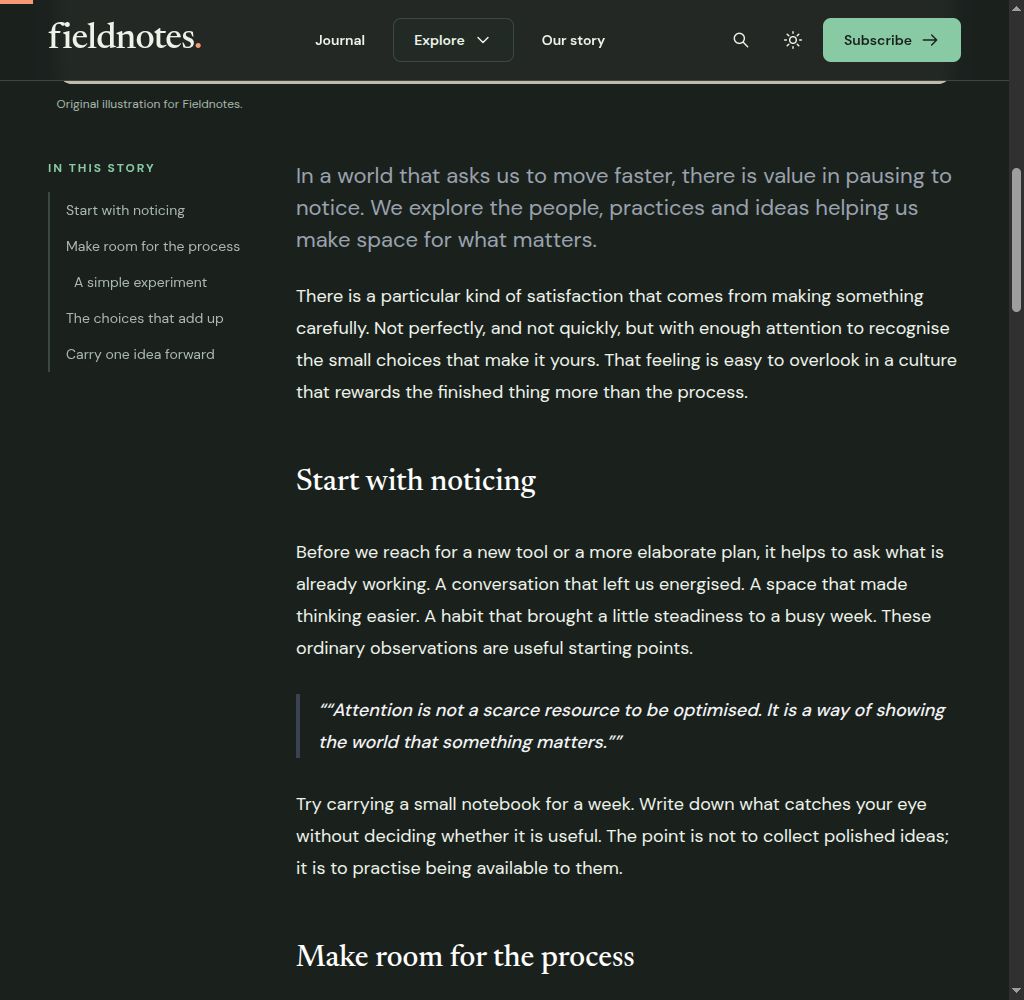 fieldnotes.
Journal
Explore
Our story
Subscribe
Original illustration for Fieldnotes.
IN THIS STORY
Start with noticing
Make room for the process
A simple experiment
The choices that add up
Carry one idea forward
In a world that asks us to move faster, there is value in pausing to
notice. We explore the people, practices and ideas helping us
make space for what matters.
There is a particular kind of satisfaction that comes from making something
carefully. Not perfectly, and not quickly, but with enough attention to recognise
the small choices that make it yours. That feeling is easy to overlook in a culture
that rewards the finished thing more than the process.
Start with noticing
Before we reach for a new tool or a more elaborate plan, it helps to ask what is
already working. A conversation that left us energised. A space that made
thinking easier. A habit that brought a little steadiness to a busy week. These
ordinary observations are useful starting points.
““Attention is not a scarce resource to be optimised. It is a way of showing
the world that something matters.””
Try carrying a small notebook for a week. Write down what catches your eye
without deciding whether it is useful. The point is not to collect polished ideas;
it is to practise being available to them.
Make room for the process